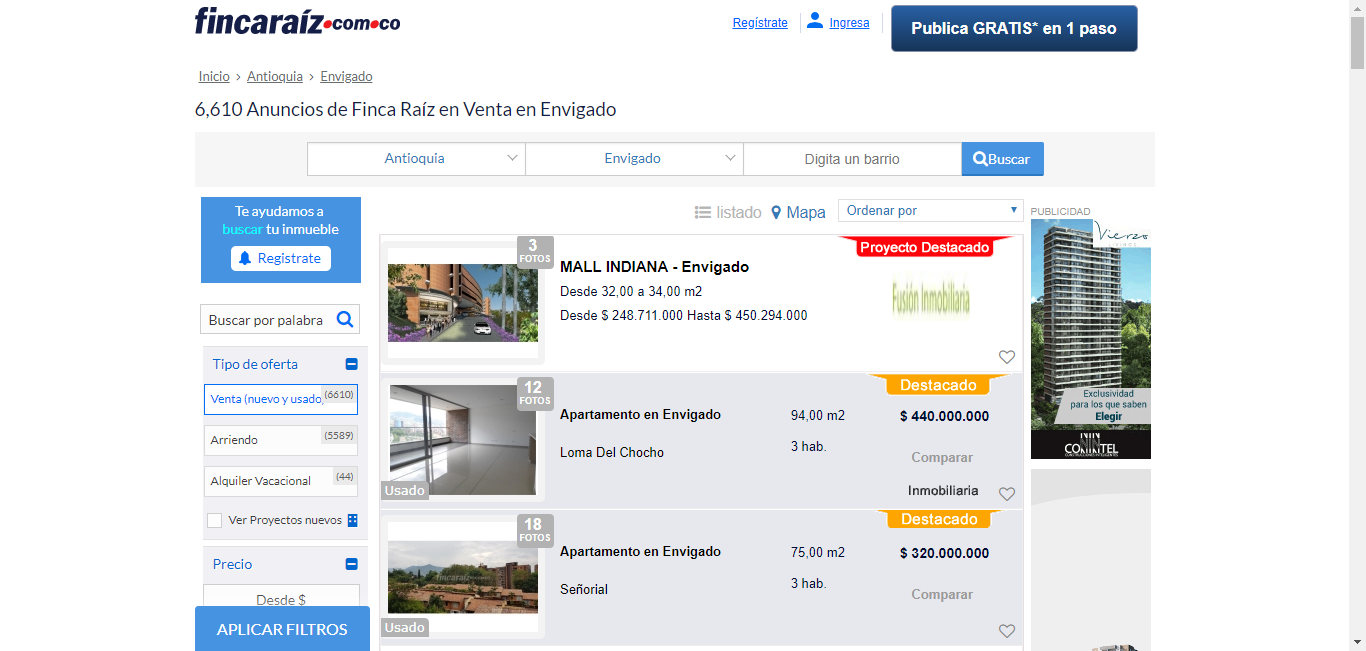 fincaraíz.com.co
Regístrate
Ingresa
Publica GRATIS* en 1 paso
Inicio > Antioquia > Envigado
6,610 Anuncios de Finca Raíz en Venta en Envigado
Antioquia
Envigado
Digita un barrio
Buscar
Te ayudamos a
buscar tu inmueble
Registrate
Buscar por palabra
Tipo de oferta
Venta (nuevo y usado)
(6610)
Arriendo
(5589)
Alquiler Vacacional
(44)
Ver Proyectos nuevos
Precio
Desde $
APLICAR FILTROS
listado
Mapa
Ordenar por
3
FOTOS
MALL INDIANA - Envigado
Desde 32,00 a 34,00 m2
Desde $ 248.711.000 Hasta $ 450.294.000
Proyecto Destacado
Fusión Inmobiliaria
12
FOTOS
Usado
Apartamento en Envigado
Loma Del Chocho
94,00 m2
3 hab.
Destacado
$ 440.000.000
Comparar
Inmobiliaria
18
FOTOS
fincaraíz
Usado
Apartamento en Envigado
Señorial
75,00 m2
3 hab.
Destacado
$ 320.000.000
Comparar
PUBLICIDAD
Vierzo
Exclusividad
para los que saben
Elegir
CONINTEL
CONSTRUCCIONES INTELIGENTES